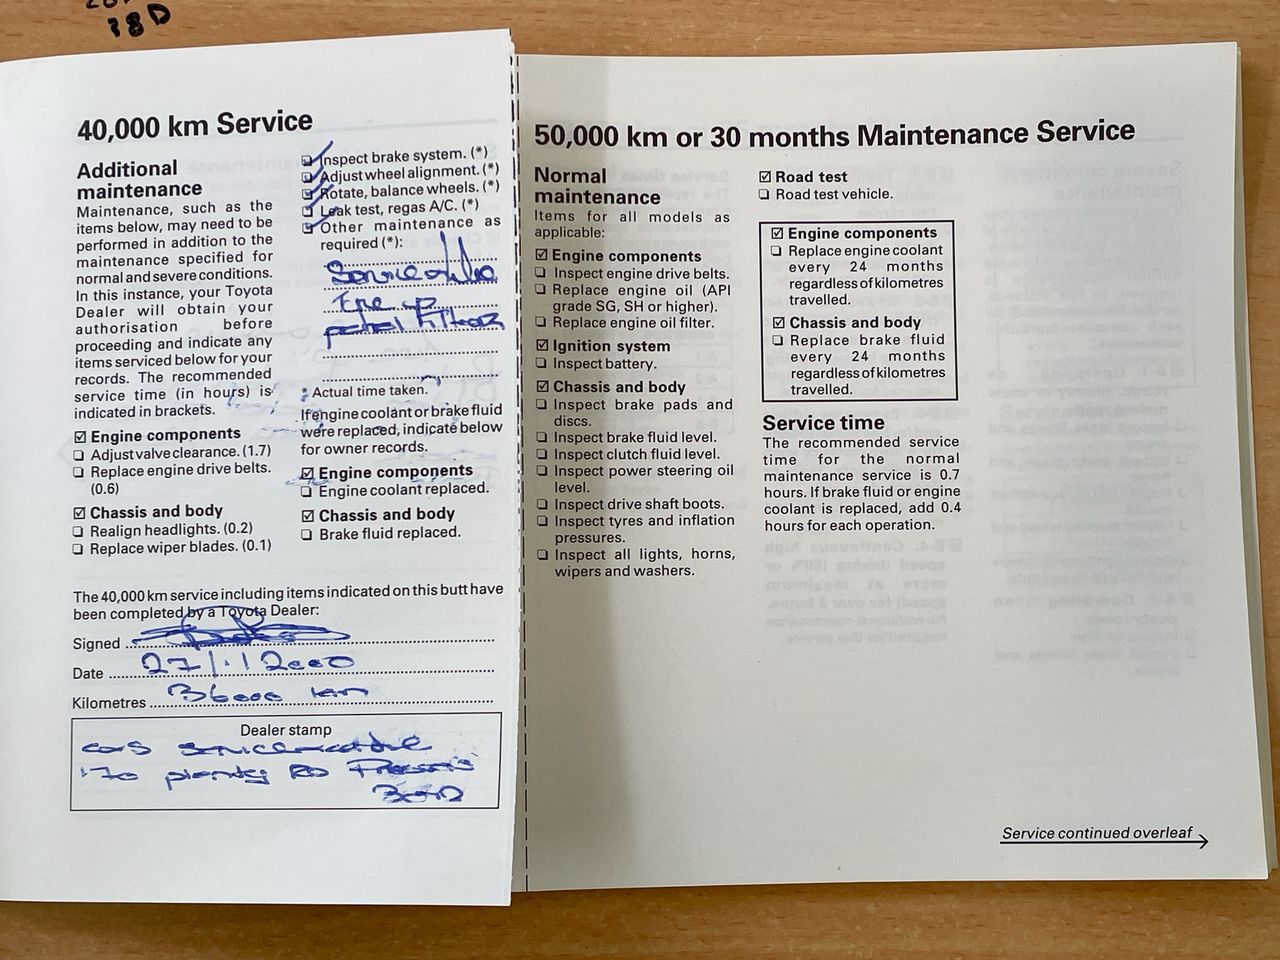 18D
40,000 km Service
Additional
maintenance
Maintenance, such as the
items below, may need to be
performed in addition to the
maintenance specified for
normal and severe conditions.
In this instance, your Toyota
Dealer will obtain your
authorisation before
proceeding and indicate any
items serviced below for your
records. The recommended
service time (in hours) is
indicated in brackets.
Engine components
Adjust valve clearance. (1.7)
Replace engine drive belts.
(0.6)
Chassis and body
Realign headlights. (0.2)
Replace wiper blades. (0.1)
Inspect brake system. (*)
Adjust wheel alignment. (*)
Rotate, balance wheels. (*)
Leak test, regas A/C. (*)
Other maintenance as
required (*):
Service
up
petrol filter
* Actual time taken.
If engine coolant or brake fluid
were replaced, indicate below
for owner records.
Engine components
Engine coolant replaced.
Chassis and body
Brake fluid replaced.
The 40,000 km service including items indicated on this butt have
been completed by a Toyota Dealer:
Signed
Date 27/.12000
Kilometres 36000 km
Dealer stamp
170 plenty RD
50,000 km or 30 months Maintenance Service
Normal
maintenance
Items for all models as
applicable:
Engine components
Inspect engine drive belts.
Replace engine oil (API
grade SG, SH or higher).
Replace engine oil filter.
Ignition system
Inspect battery.
Chassis and body
Inspect brake pads and
discs.
Inspect brake fluid level.
Inspect clutch fluid level.
Inspect power steering oil
level.
Inspect drive shaft boots.
Inspect tyres and inflation
pressures.
Inspect all lights, horns,
wipers and washers.
Road test
Road test vehicle.
Engine components
Replace engine coolant
every 24 months
regardless of kilometres
travelled.
Chassis and body
Replace brake fluid
every 24 months
regardless of kilometres
travelled.
Service time
The recommended service
time for the normal
maintenance service is 0.7
hours. If brake fluid or engine
coolant is replaced, add 0.4
hours for each operation.
Service continued overleaf